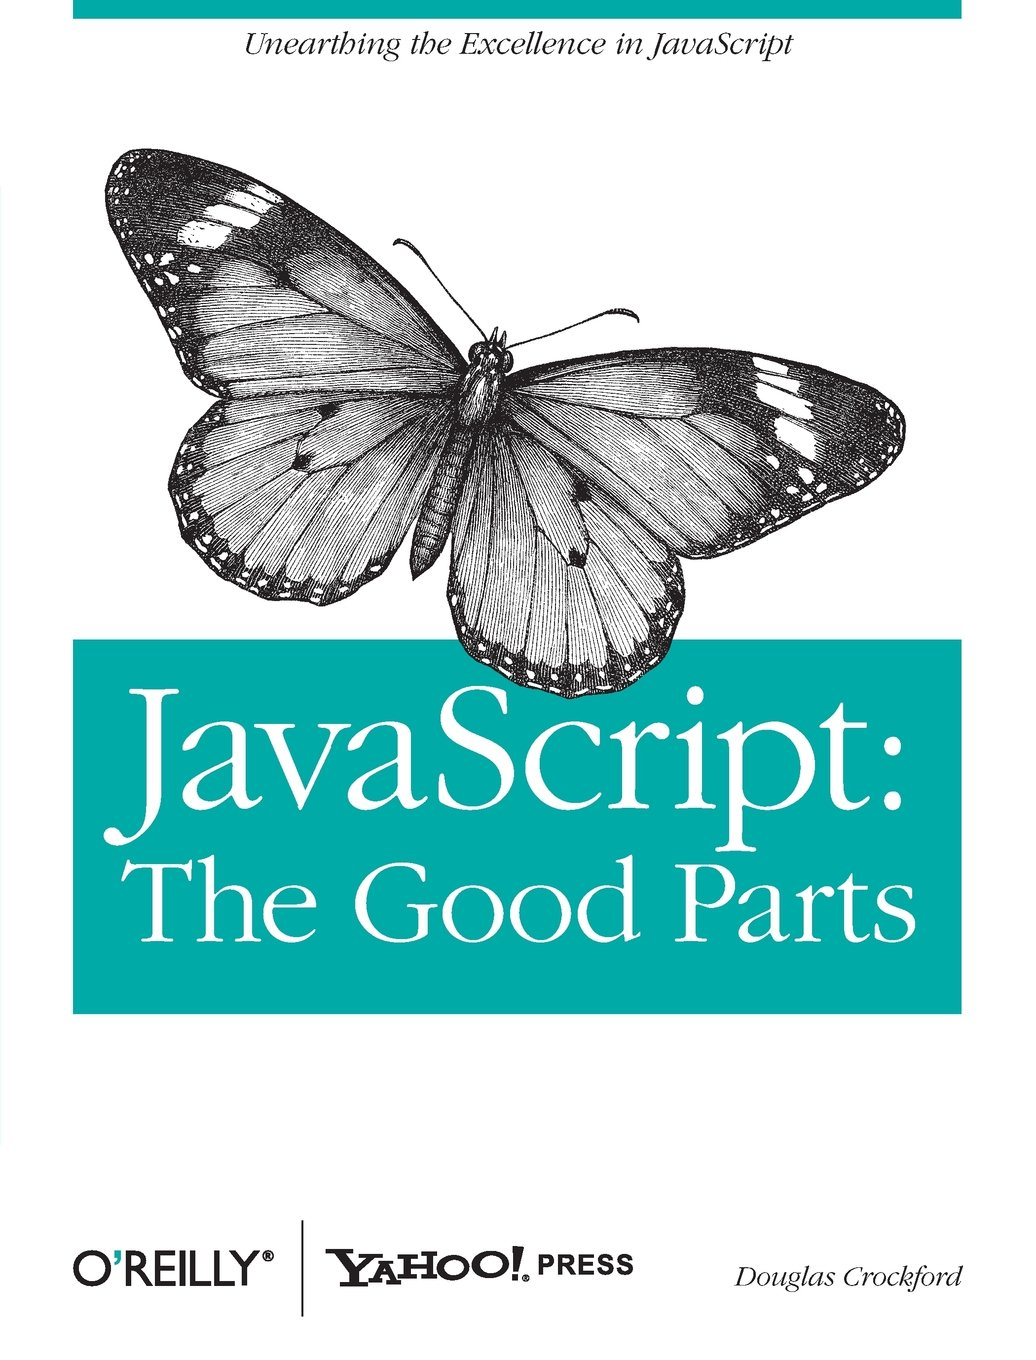 Unearthing the Excellence in JavaScript
JavaScript:
The Good Parts
O'REILLY®
YAHOO!® PRESS
Douglas Crockford